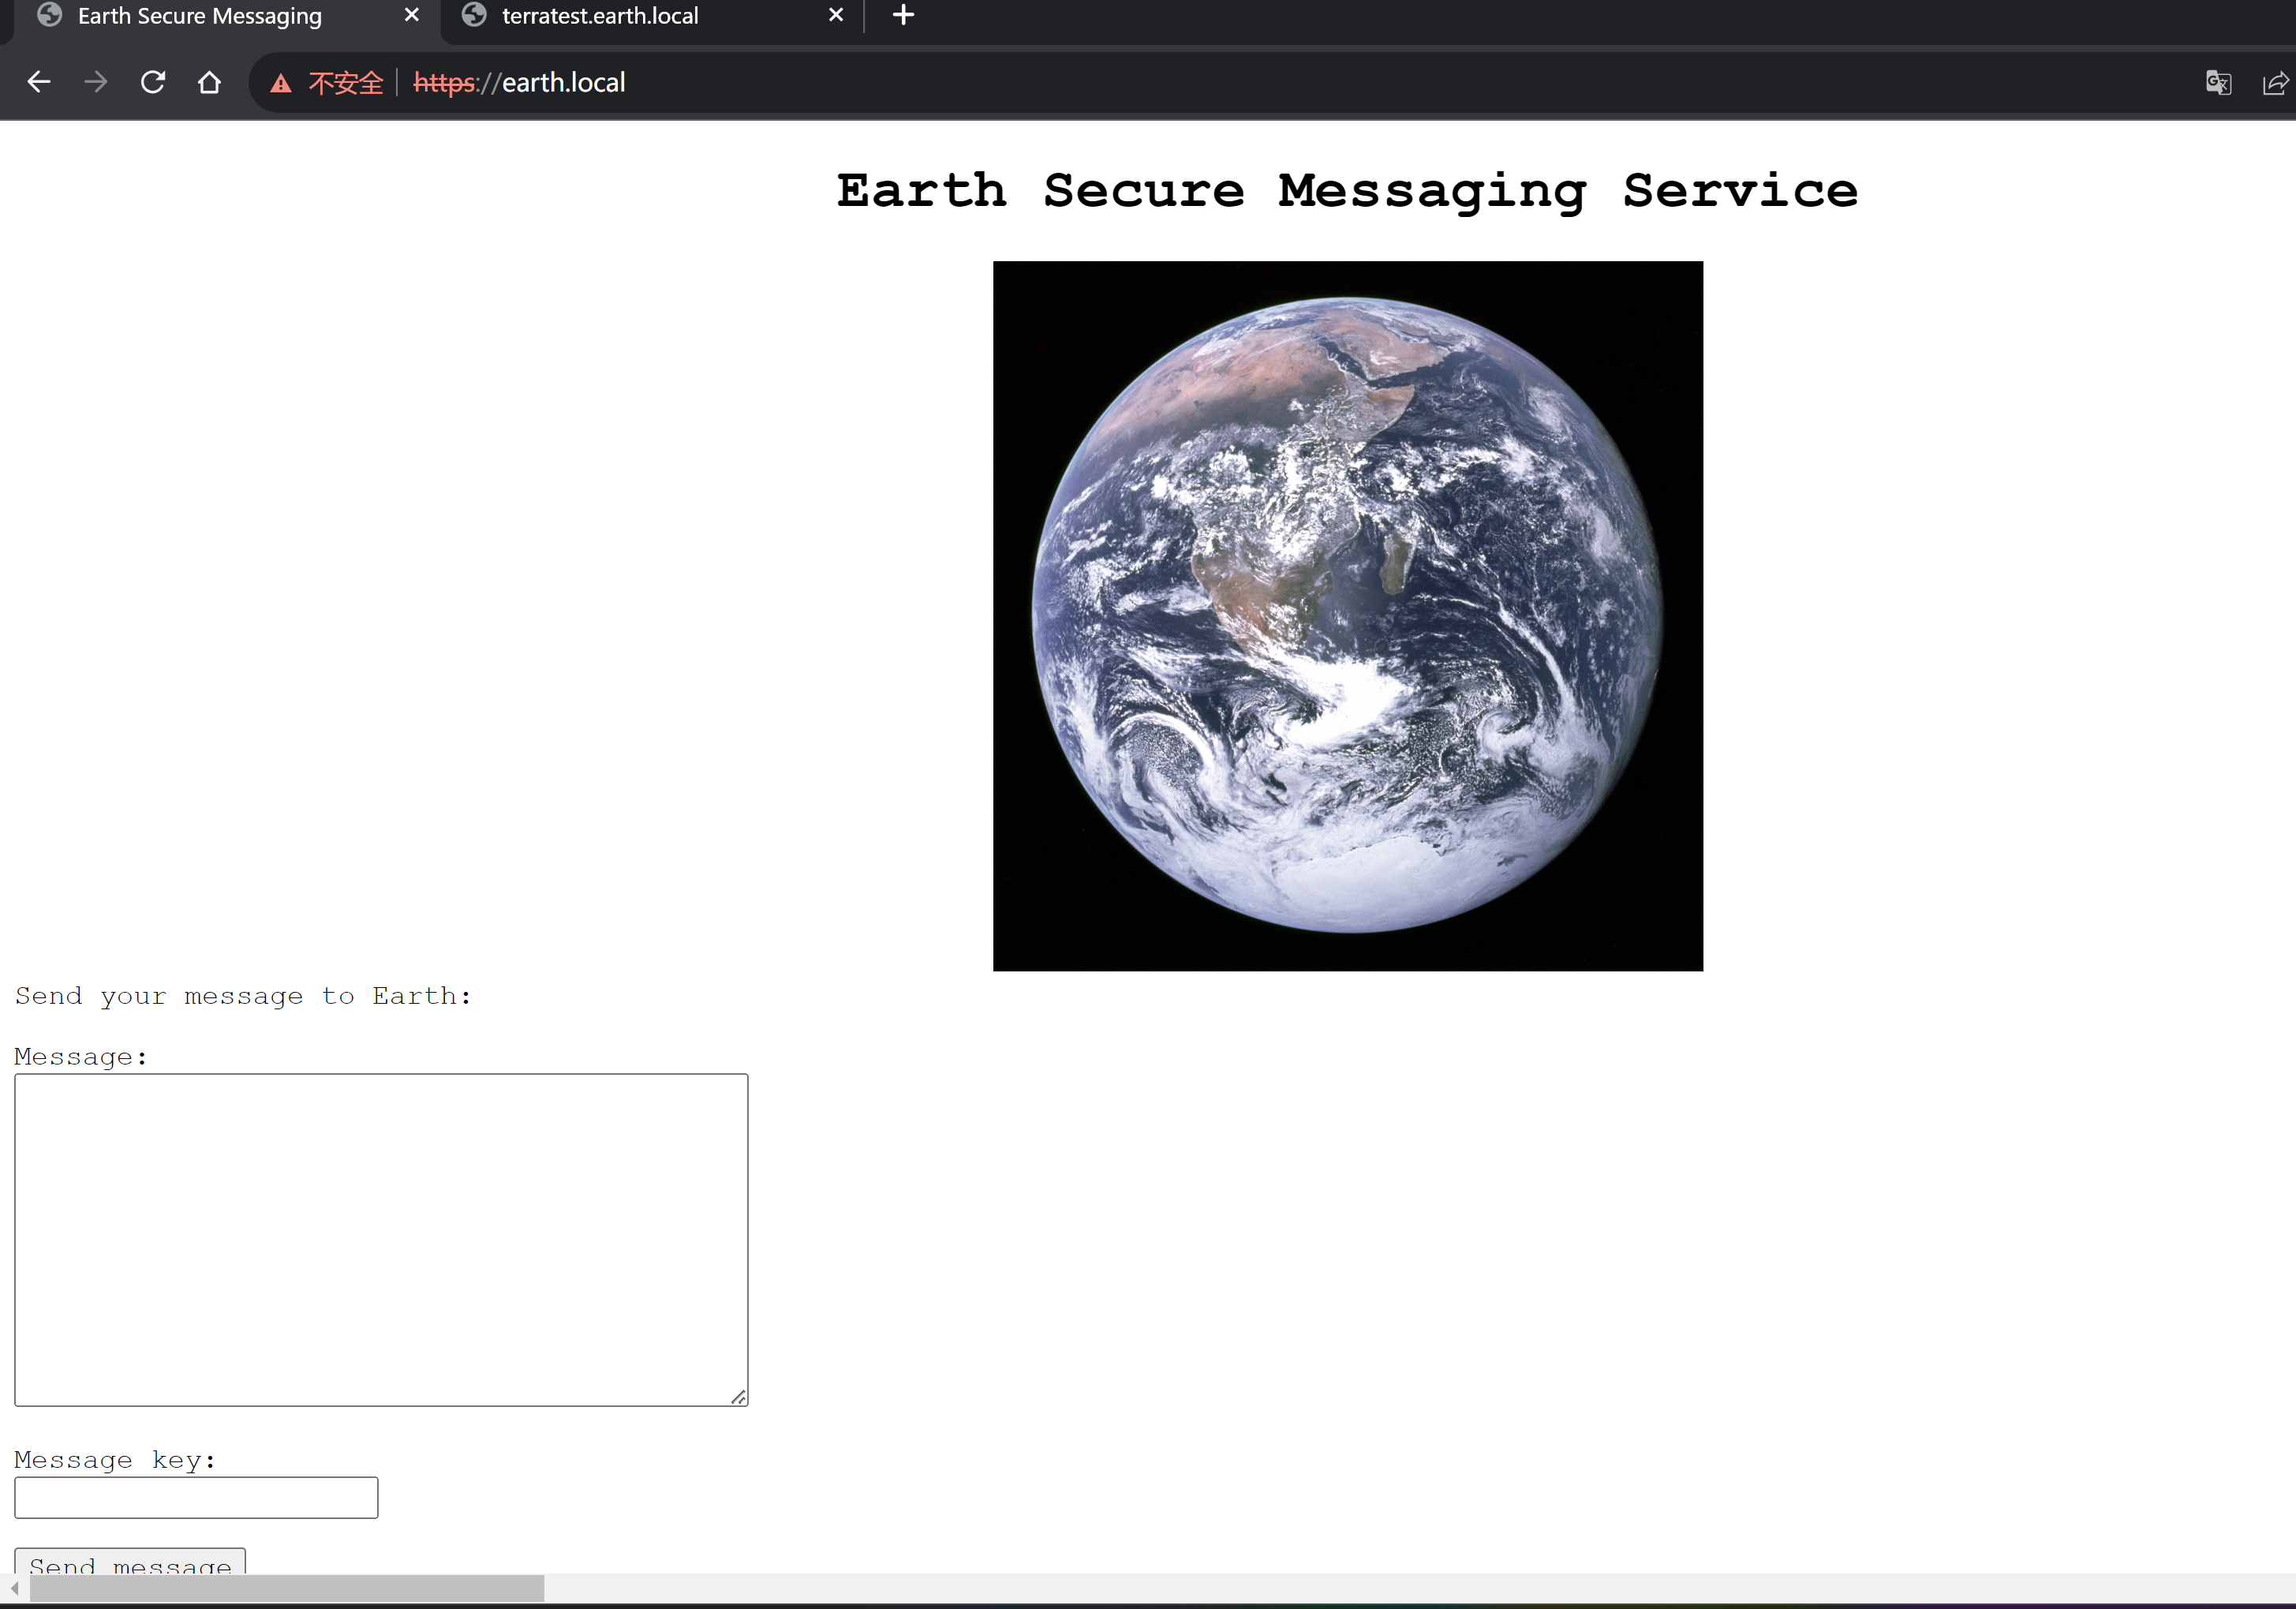 Earth Secure Messaging
terratest.earth.local
不安全 https://earth.local
Earth Secure Messaging Service
Send your message to Earth:
Message:
Message key:
Send message